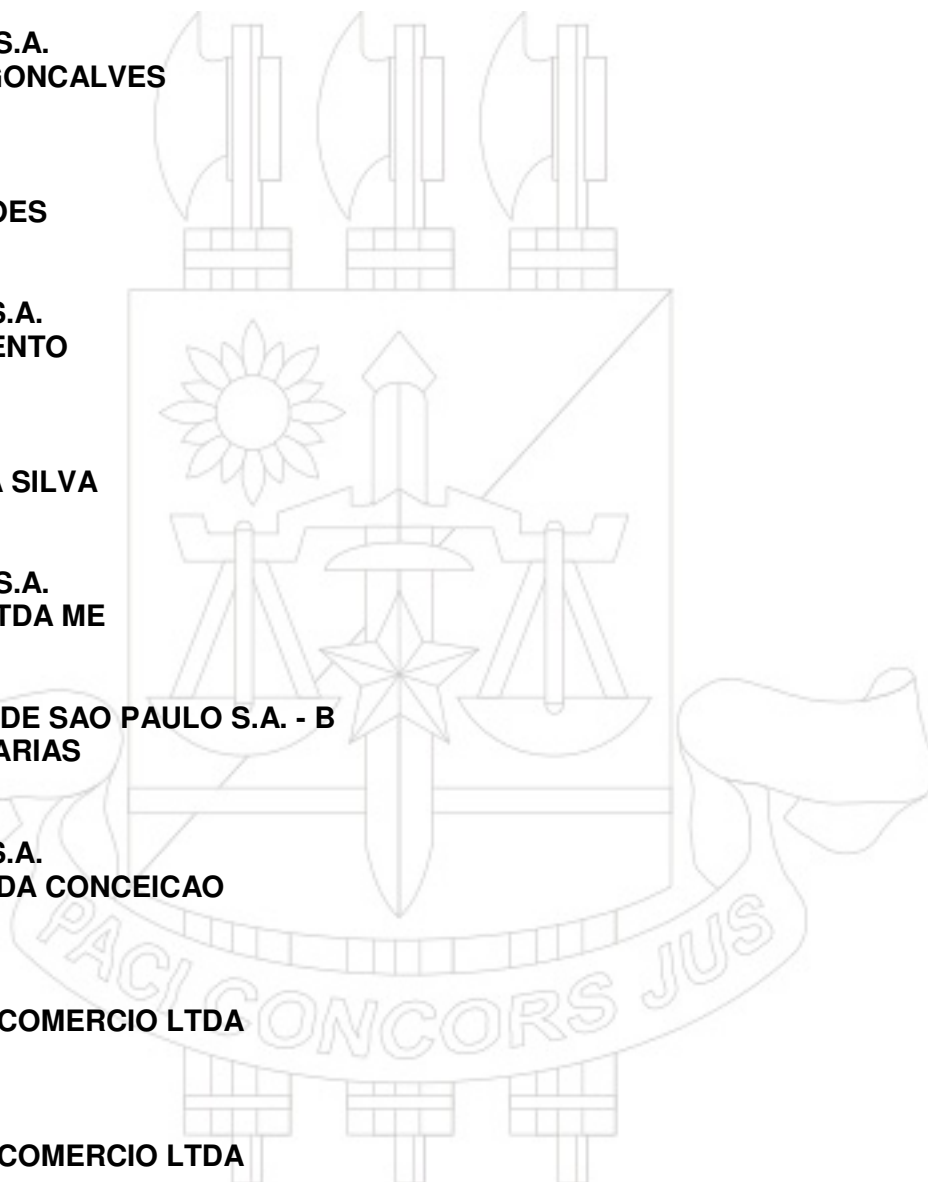 S.A.
GONCALVES
DES
S.A.
ENTO
A SILVA
S.A.
TDA ME
DE SAO PAULO S.A. - B
ARIAS
S.A.
DA CONCEICAO
PACI CONCORS JUS
COMERCIO LTDA
COMERCIO LTDA